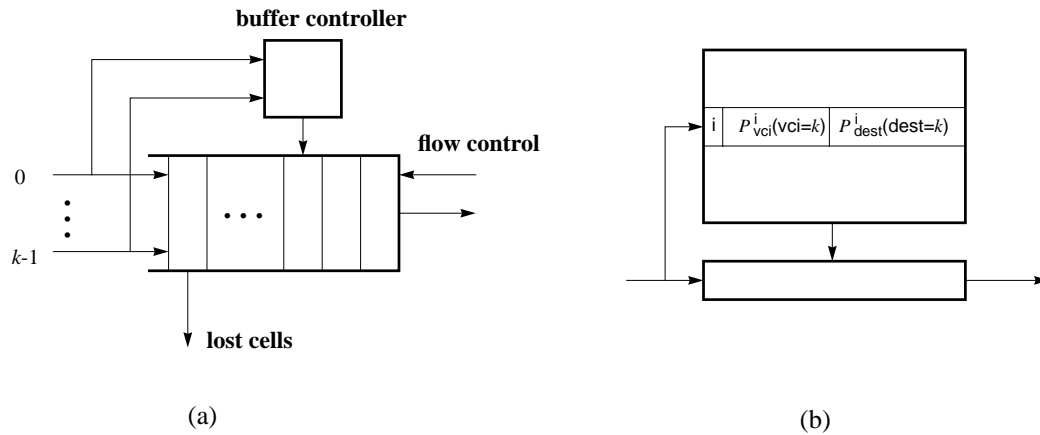 buffer controller
flow control
0
k-1
lost cells
(a)
i P^i_vci(vci=k) P^i_dest(dest=k)
(b)